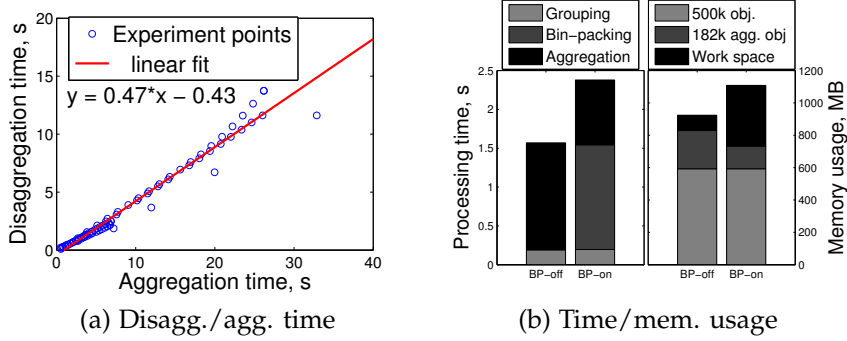 Experiment points
linear fit
y = 0.47*x − 0.43
Disaggregation time, s
20
15
10
5
0
0 10 20 30 40
Aggregation time, s
(a) Disagg./agg. time
Grouping
Bin−packing
Aggregation
500k obj.
182k agg. obj
Work space
Processing time, s
2.5
2
1.5
1
0.5
0
BP−off BP−on
BP−off BP−on
1200
1000
800
600
400
200
0
Memory usage, MB
(b) Time/mem. usage